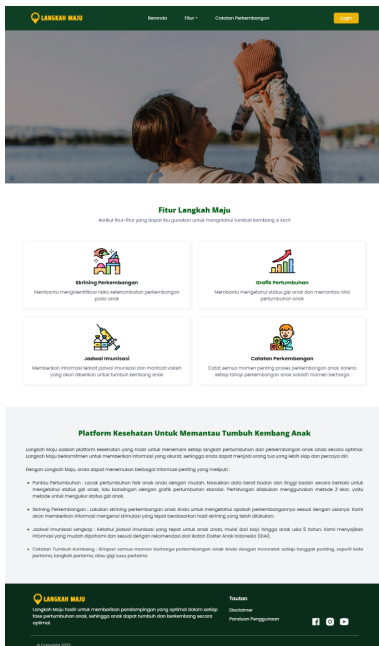 LANGKAH MAJU
Beranda
Fitur
Catatan Perkembangan
Login
Fitur Langkah Maju
Berikut fitur-fitur yang dapat ibu gunakan untuk mengetahui tumbuh kembang si kecil
Skrining Perkembangan
Membantu mengidentifikasi risiko keterlambatan perkembangan
pada anak
Grafik Pertumbuhan
Membantu mengetahui status gizi anak dan memantau nilai
pertumbuhan anak
Jadwal Imunisasi
Memberikan informasi terkait jadwal imunisasi dan manfaat vaksin
yang akan diberikan untuk tumbuh kembang anak
Catatan Perkembangan
Catat semua momen penting proses perkembangan anak, karena
setiap tahap perkembangan anak adalah momen berharga
Platform Kesehatan Untuk Memantau Tumbuh Kembang Anak
Langkah Maju adalah platform kesehatan yang hadir untuk menemani setiap langkah pertumbuhan dan perkembangan anak anda secara optimal.
Langkah Maju berkomitmen untuk memberikan informasi yang akurat, sehingga anda dapat menjadi orang tua yang lebih siap dan percaya diri.
Dengan Langkah Maju, anda dapat menemukan berbagai informasi penting yang meliputi :
• Pantau Pertumbuhan : Lacak pertumbuhan fisik anak anda dengan mudah. Masukkan data berat badan dan tinggi badan secara berkala untuk
mengetahui status gizi anak, lalu bandingkan dengan grafik pertumbuhan standar. Perhitungan dilakukan menggunakan metode Z-skor, yaitu
metode untuk mengukur status gizi anak.
• Skrining Perkembangan : Lakukan skrining perkembangan anak Anda untuk mengetahui apakah perkembangannya sesuai dengan usianya. Kami
akan memberikan informasi mengenai stimulasi yang tepat berdasarkan hasil skrining yang telah dilakukan.
• Jadwal Imunisasi Lengkap : Ketahui jadwal imunisasi yang tepat untuk anak anda, mulai dari bayi hingga anak usia 5 tahun. Kami menyajikan
informasi yang mudah dipahami dan sesuai dengan rekomendasi dari Ikatan Dokter Anak Indonesia (IDAI).
• Catatan Tumbuh Kembang : Simpan semua momen berharga perkembangan anak Anda dengan mencatat setiap tonggak penting, seperti kata
pertama, langkah pertama, atau gigi susu pertama.
LANGKAH MAJU
Langkah Maju hadir untuk memberikan pendampingan yang optimal dalam setiap
fase pertumbuhan anak, sehingga anak dapat tumbuh dan berkembang secara
optimal.
Tautan
Disclaimer
Panduan Penggunaan
© Copyright 2023